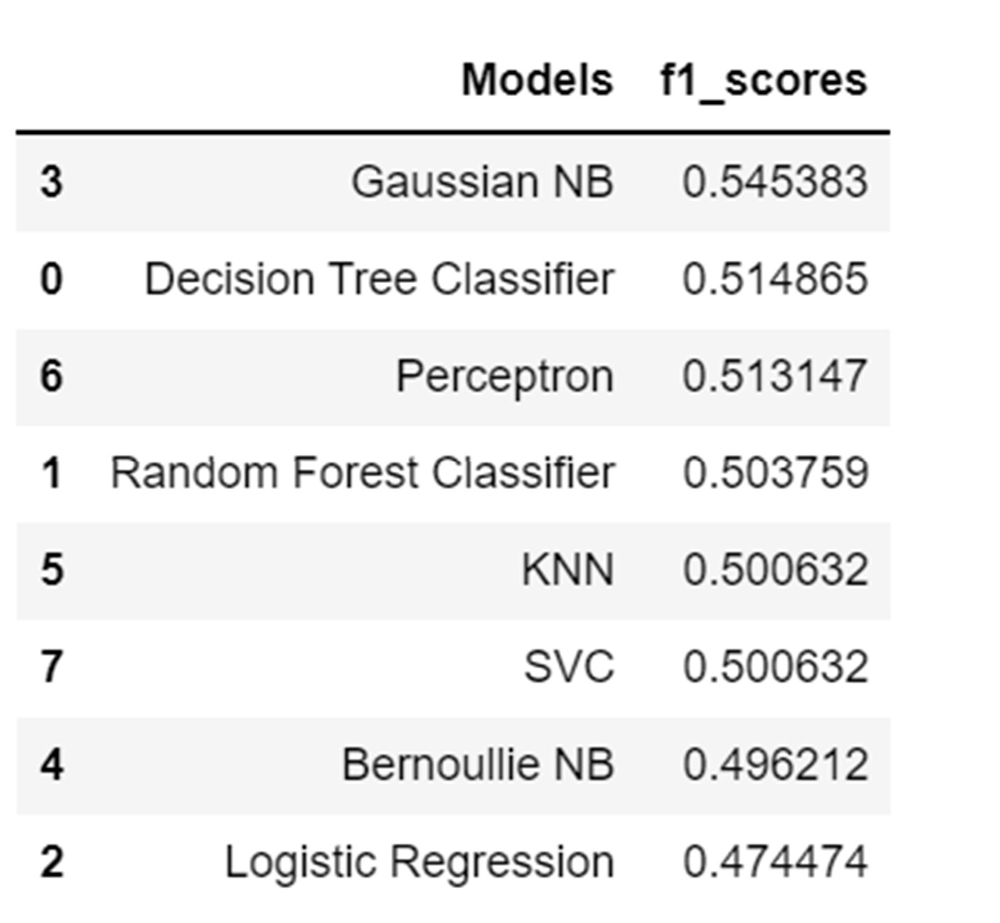 Models f1_scores
3 Gaussian NB 0.545383
0 Decision Tree Classifier 0.514865
6 Perceptron 0.513147
1 Random Forest Classifier 0.503759
5 KNN 0.500632
7 SVC 0.500632
4 Bernoullie NB 0.496212
2 Logistic Regression 0.474474